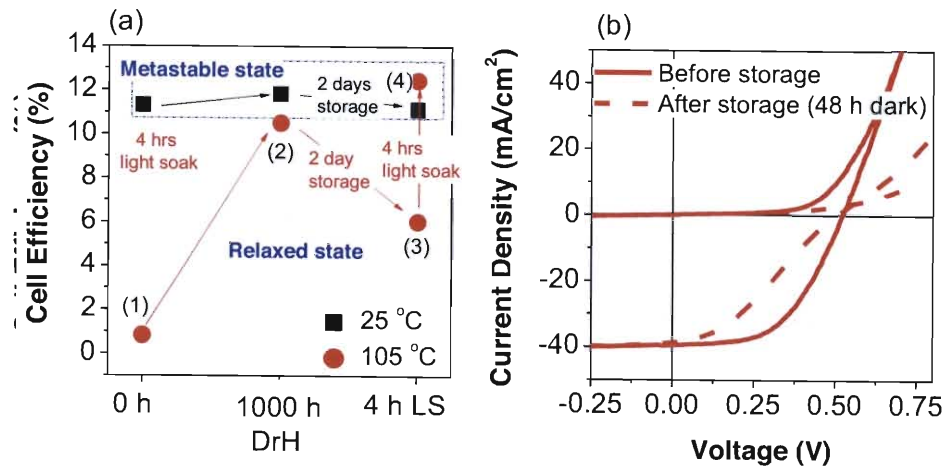 (a)
Cell Efficiency (%)
14
12
10
8
6
4
2
0
Metastable state
2 days
storage
(4)
4 hrs
light soak
(2)
2 day
storage
4 hrs
light soak
(3)
Relaxed state
(1)
25 °C
105 °C
0 h
1000 h
4 h LS
DrH
(b)
Current Density (mA/cm²)
40
20
0
-20
-40
Before storage
After storage (48 h dark)
-0.25
0.00
0.25
0.50
0.75
Voltage (V)